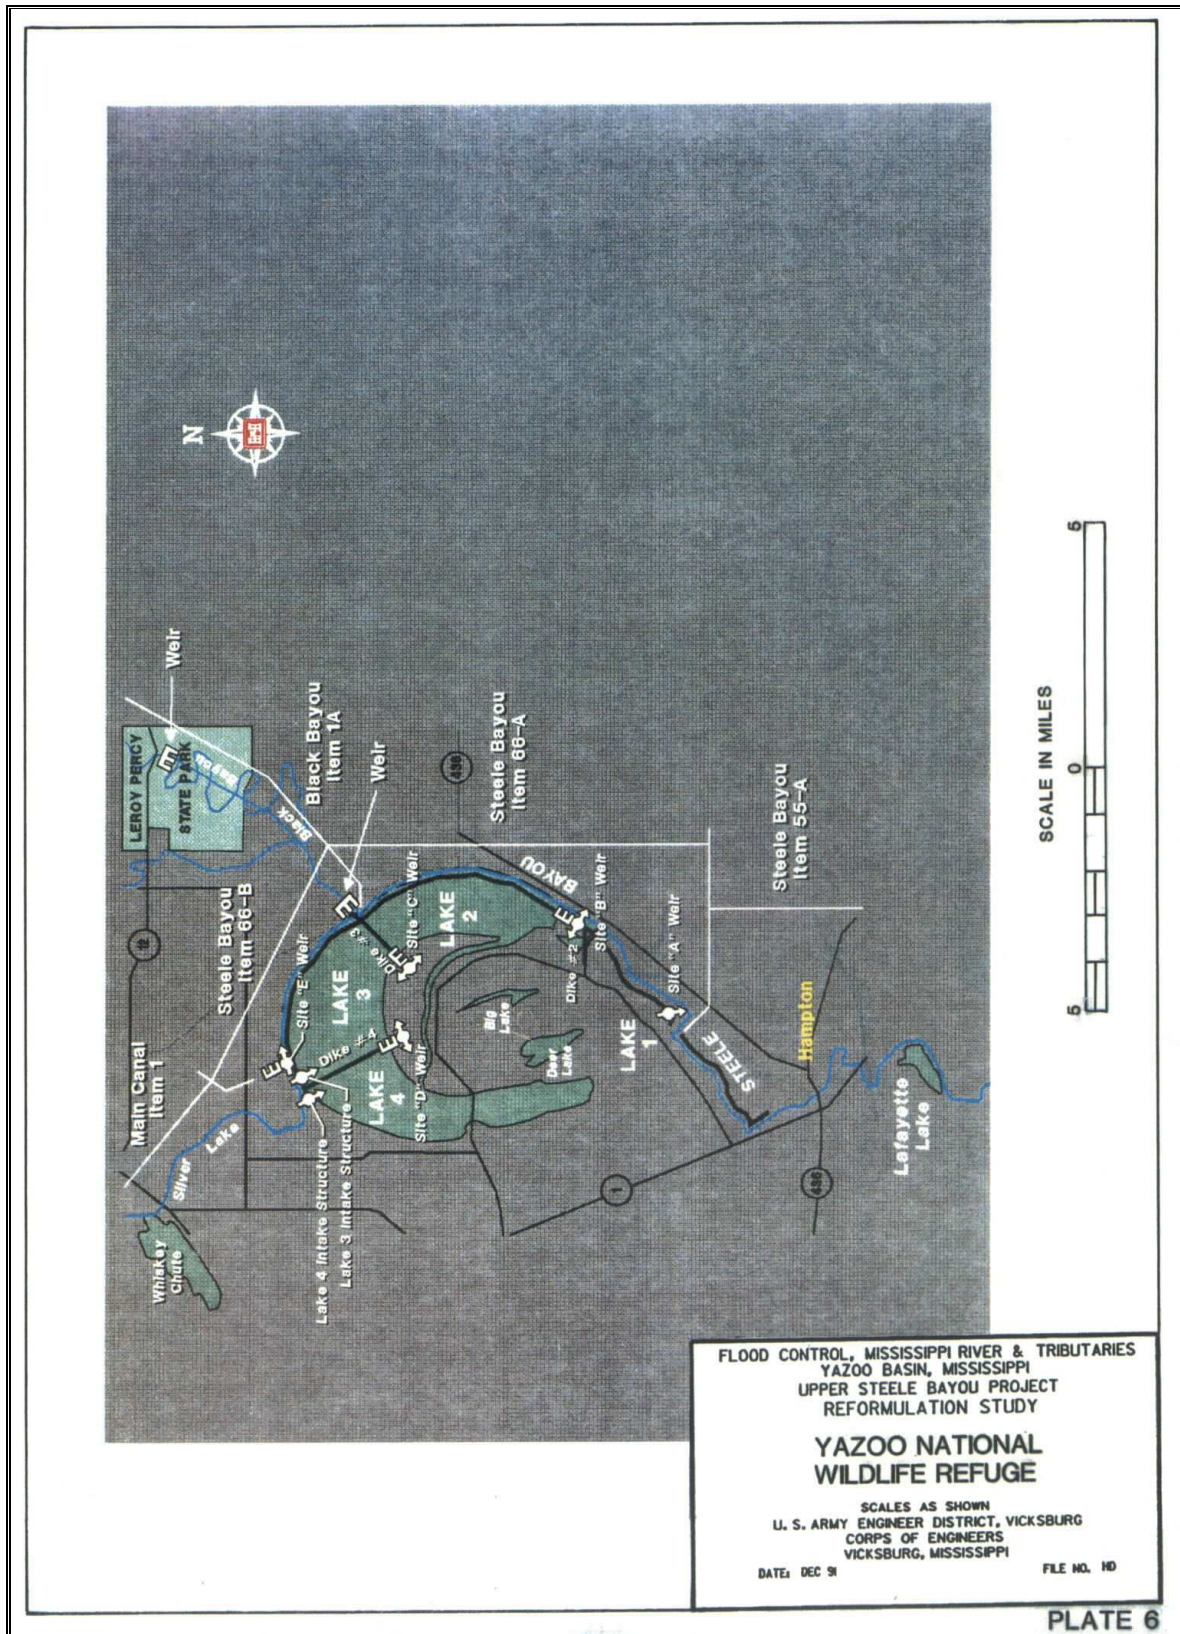 N
Weir
LEROY PERCY
STATE PARK
Bayou
Black
Black Bayou
Item 1A
Weir
436
Steele Bayou
Item 66-A
Steele Bayou
Item 55-A
12
Steele Bayou
Item 66-B
Main Canal
Item 1
Site "E" Weir
Dike #3
Site "C" Weir
LAKE
2
LAKE
3
Dike #4
LAKE
4
Site "D" Weir
BAYOU
Site "B" Weir
Dike #2
Big
Lake
Deer
Lake
LAKE
1
Site "A" Weir
STEELE
Hampton
Lafayette
Lake
436
1
Silver
Lake
Whiskey
Chute
Lake 4 Intake Structure
Lake 3 Intake Structure
SCALE IN MILES
5 0 5
FLOOD CONTROL, MISSISSIPPI RIVER & TRIBUTARIES
YAZOO BASIN, MISSISSIPPI
UPPER STEELE BAYOU PROJECT
REFORMULATION STUDY
YAZOO NATIONAL
WILDLIFE REFUGE
SCALES AS SHOWN
U. S. ARMY ENGINEER DISTRICT, VICKSBURG
CORPS OF ENGINEERS
VICKSBURG, MISSISSIPPI
DATE: DEC 91 FILE NO. HD
PLATE 6